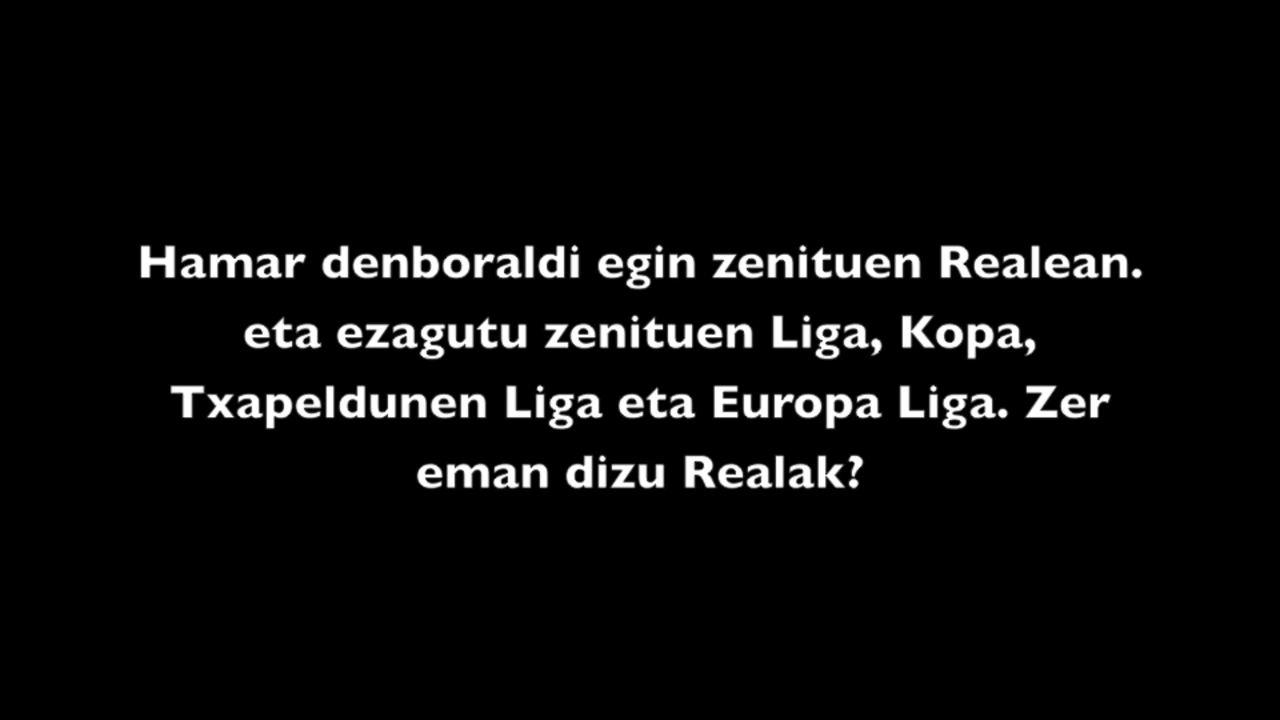 Hamar denboraldi egin zenituen Realean.
eta ezagutu zenituen Liga, Kopa,
Txapeldunen Liga eta Europa Liga. Zer
eman dizu Realak?